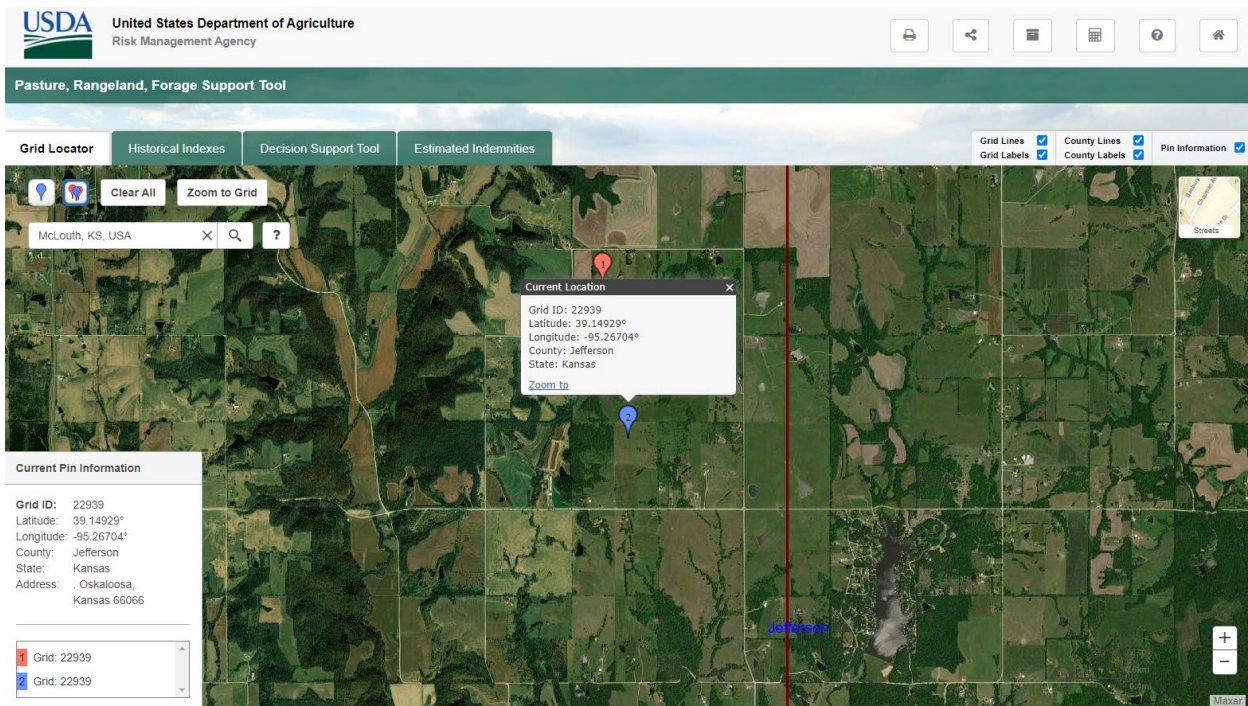 USDA
United States Department of Agriculture
Risk Management Agency
Pasture, Rangeland, Forage Support Tool
Grid Locator
Historical Indexes
Decision Support Tool
Estimated Indemnities
Grid Lines
County Lines
Pin Information
Grid Labels
County Labels
Clear All
Zoom to Grid
McLouth, KS, USA
?
Streets
1
Current Location
Grid ID: 22939
Latitude: 39.14929°
Longitude: -95.26704°
County: Jefferson
State: Kansas
Zoom to
2
Current Pin Information
Grid ID: 22939
Latitude: 39.14929°
Longitude: -95.26704°
County: Jefferson
State: Kansas
Address: . Oskaloosa,
Kansas 66066
1 Grid: 22939
2 Grid: 22939
Jefferson
+
−
0.4mi
Maxar